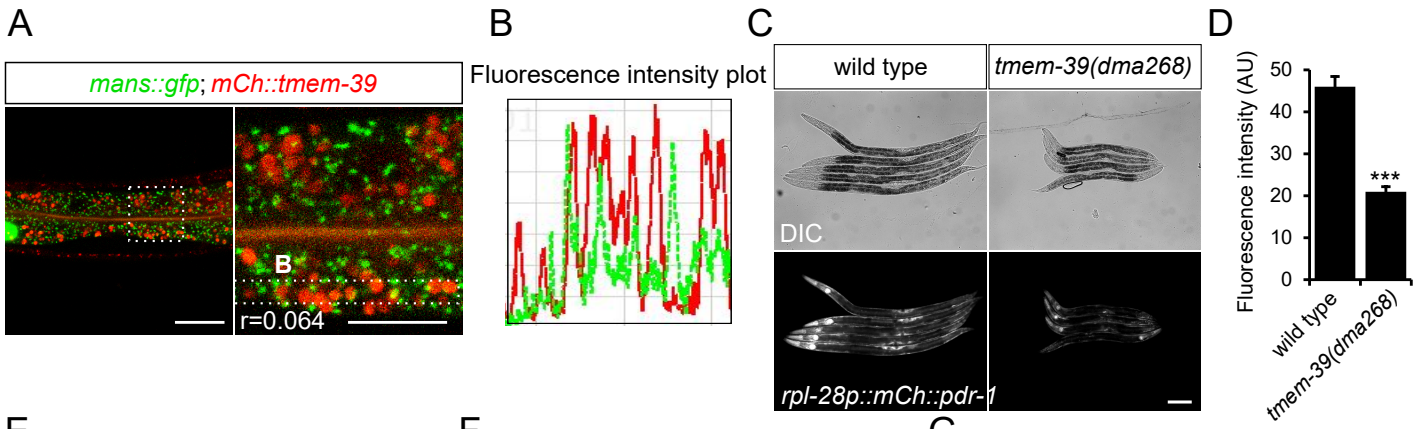 A
mans::gfp; mCh::tmem-39
B
r=0.064
B
Fluorescence intensity plot
C
wild type
tmem-39(dma268)
DIC
rpl-28p::mCh::pdr-1
D
Fluorescence intensity (AU)
50
40
30
20
10
0
***
wild type
tmem-39(dma268)